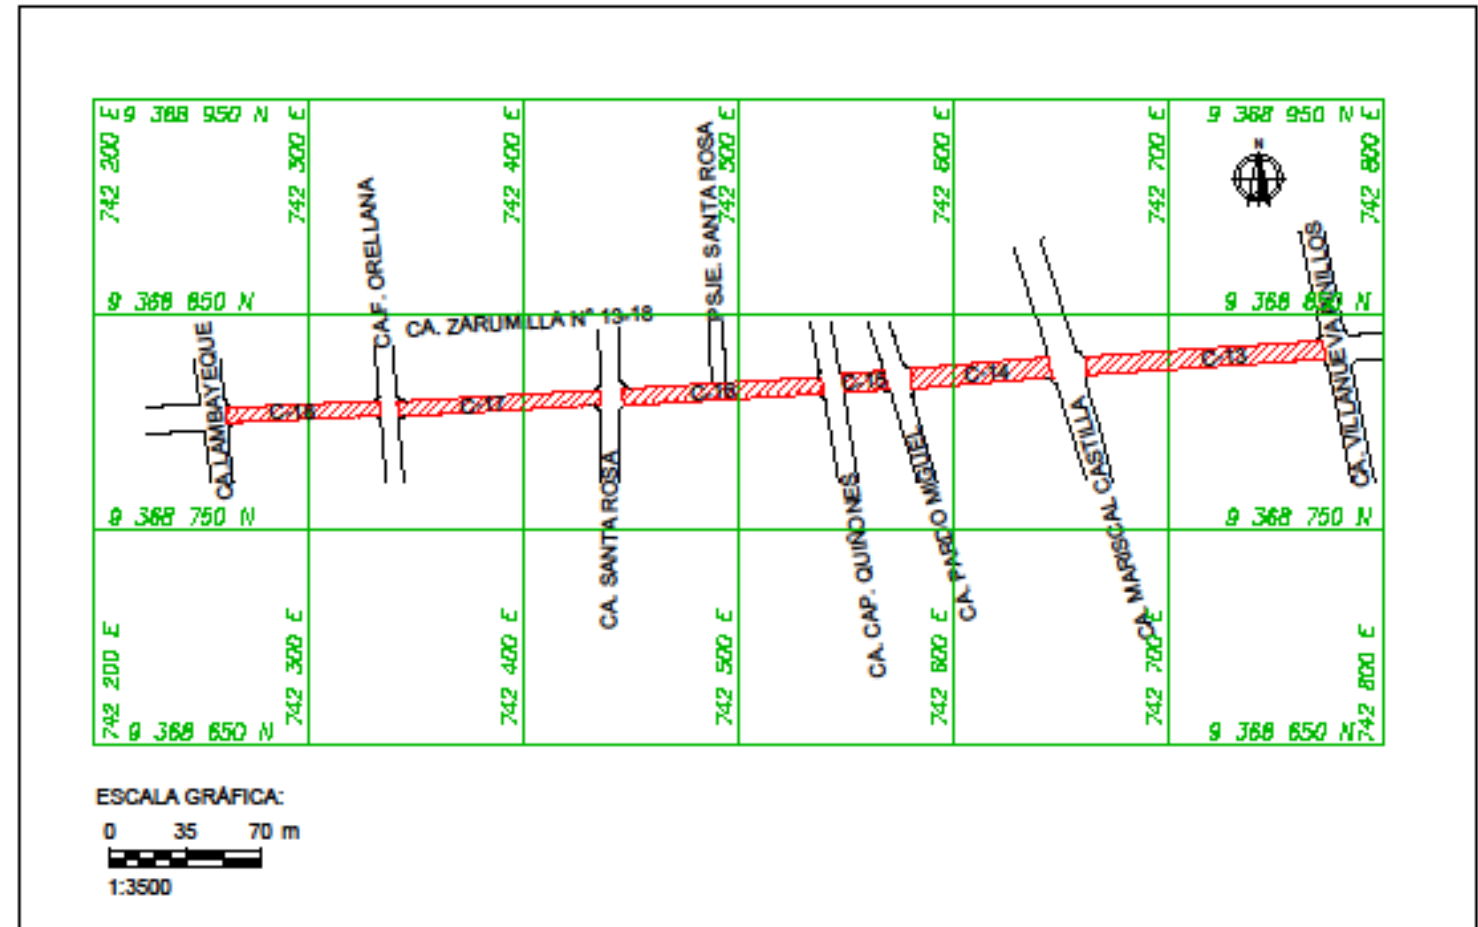 9 368 950 N
9 368 950 N
742 200 E
742 300 E
742 400 E
742 500 E
742 600 E
742 700 E
742 800 E
N
CA.F. ORELLANA
PSJE. SANTA ROSA
9 368 850 N
9 368 850 N
CA. ZARUMILLA N° 13-18
CA. LAMBAYEQUE
C-18
C-17
C-16
C-15
C-14
C-13
CA. VILLANUEVA PINILLOS
CA. SANTA ROSA
CA. CAP. QUIÑONES
CA. PARDO MIGUEL
CA. MARISCAL CASTILLA
9 368 750 N
9 368 750 N
742 200 E
742 300 E
742 400 E
742 500 E
742 600 E
742 700 E
742 800 E
9 368 650 N
9 368 650 N
ESCALA GRÁFICA:
0 35 70 m
1:3500